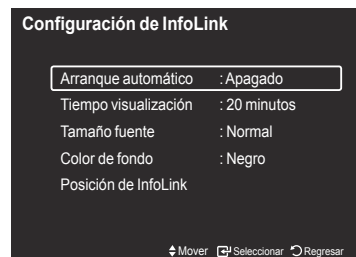 Configuración de InfoLink
Arranque automático : Apagado
Tiempo visualización : 20 minutos
Tamaño fuente : Normal
Color de fondo : Negro
Posición de InfoLink
Mover Seleccionar Regresar